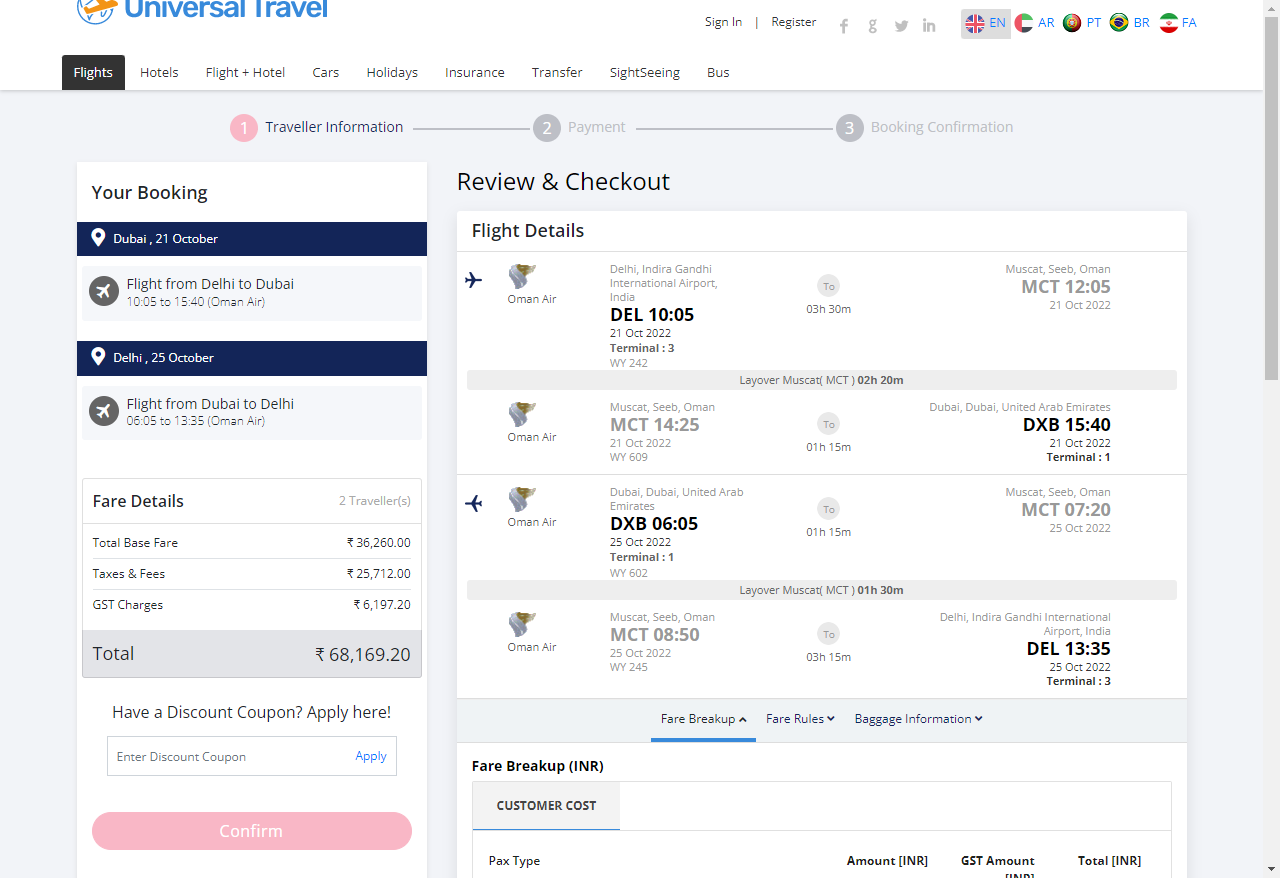 Universal Travel
Sign In | Register
EN AR PT BR FA
Flights Hotels Flight + Hotel Cars Holidays Insurance Transfer SightSeeing Bus
1 Traveller Information 2 Payment 3 Booking Confirmation
Your Booking
Dubai , 21 October
Flight from Delhi to Dubai
10:05 to 15:40 (Oman Air)
Delhi , 25 October
Flight from Dubai to Delhi
06:05 to 13:35 (Oman Air)
Fare Details 2 Traveller(s)
Total Base Fare ₹ 36,260.00
Taxes & Fees ₹ 25,712.00
GST Charges ₹ 6,197.20
Total ₹ 68,169.20
Have a Discount Coupon? Apply here!
Enter Discount Coupon Apply
Confirm
Review & Checkout
Flight Details
Oman Air
Delhi, Indira Gandhi
International Airport,
India
DEL 10:05
21 Oct 2022
Terminal : 3
WY 242
To
03h 30m
Muscat, Seeb, Oman
MCT 12:05
21 Oct 2022
Layover Muscat( MCT ) 02h 20m
Oman Air
Muscat, Seeb, Oman
MCT 14:25
21 Oct 2022
WY 609
To
01h 15m
Dubai, Dubai, United Arab Emirates
DXB 15:40
21 Oct 2022
Terminal : 1
Oman Air
Dubai, Dubai, United Arab
Emirates
DXB 06:05
25 Oct 2022
Terminal : 1
WY 602
To
01h 15m
Muscat, Seeb, Oman
MCT 07:20
25 Oct 2022
Layover Muscat( MCT ) 01h 30m
Oman Air
Muscat, Seeb, Oman
MCT 08:50
25 Oct 2022
WY 245
To
03h 15m
Delhi, Indira Gandhi International
Airport, India
DEL 13:35
25 Oct 2022
Terminal : 3
Fare Breakup Fare Rules Baggage Information
Fare Breakup (INR)
CUSTOMER COST
Pax Type Amount [INR] GST Amount Total [INR]
[INR]